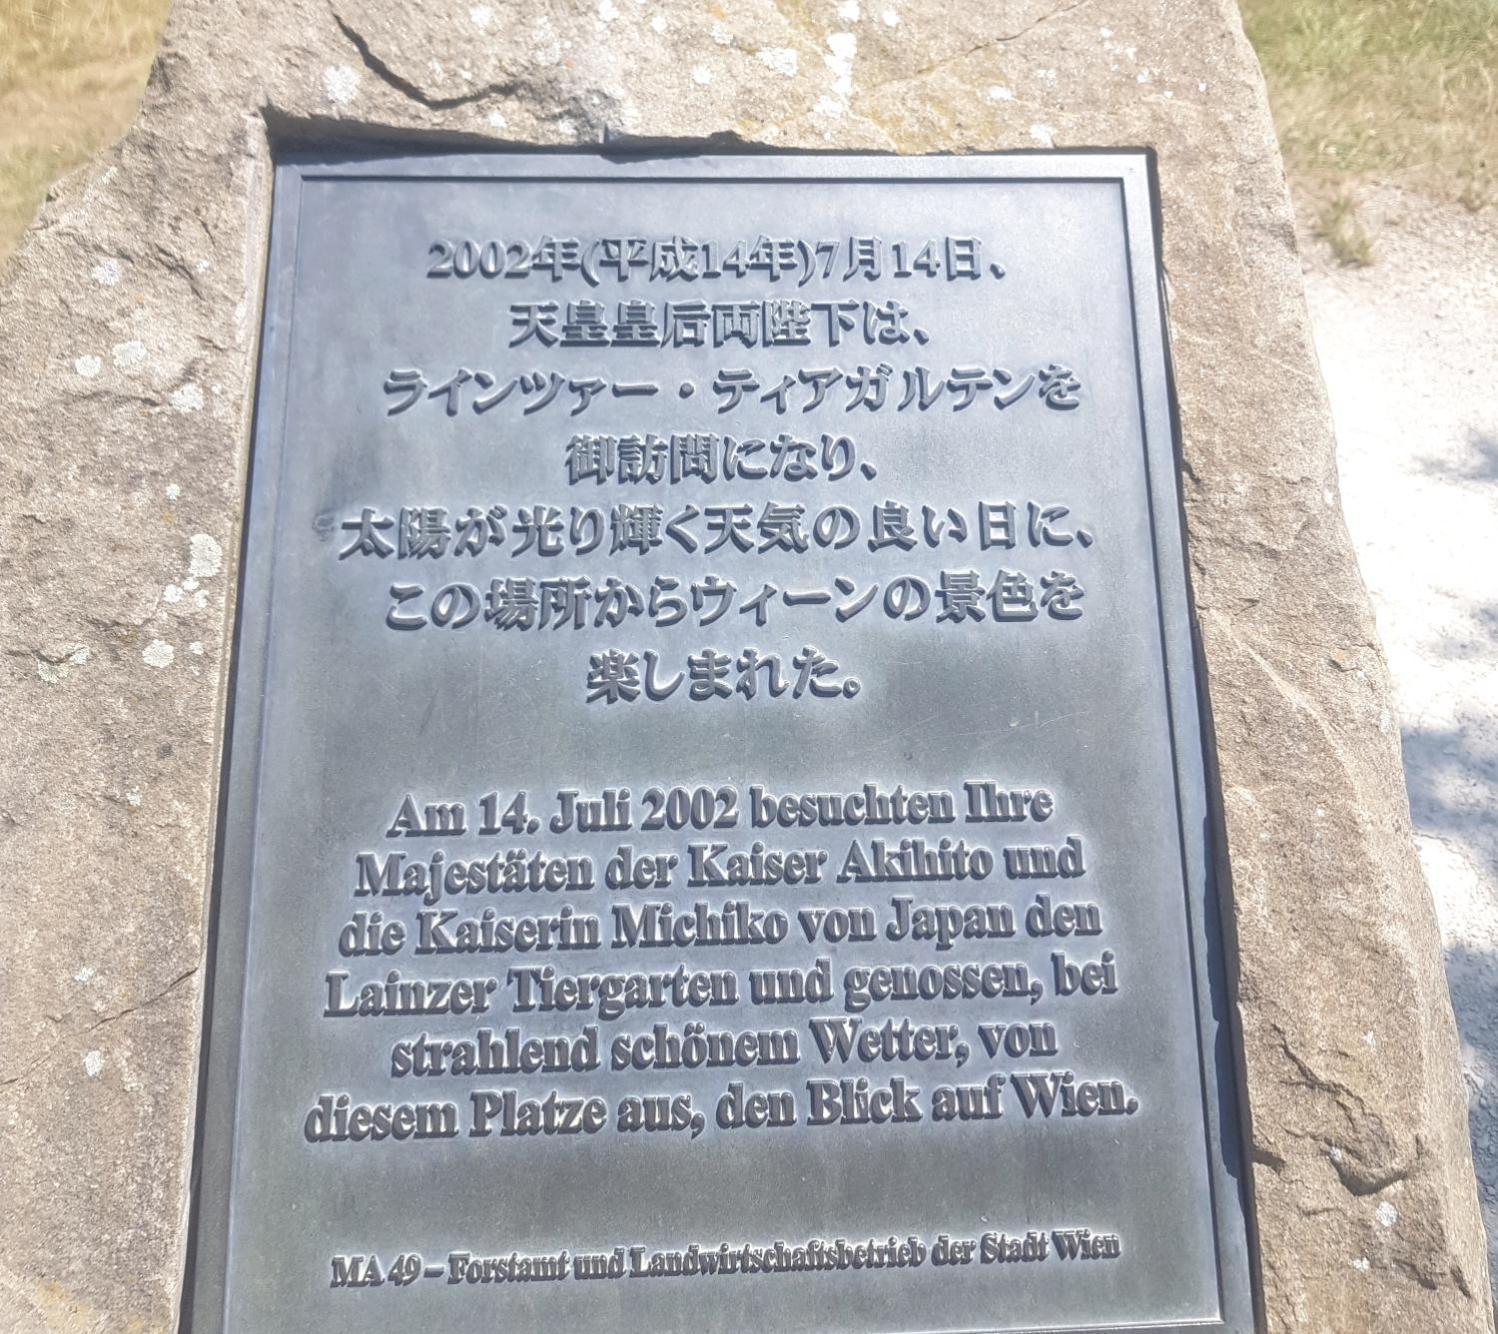 2002年(平成14年)7月14日、
天皇皇后両陛下は、
ラインツァー・ティアガルテンを
御訪問になり、
太陽が光り輝く天気の良い日に、
この場所からウィーンの景色を
楽しまれた。
Am 14. Juli 2002 besuchten Ihre
Majestäten der Kaiser Akihito und
die Kaiserin Michiko von Japan den
Lainzer Tiergarten und genossen, bei
strahlend schönem Wetter, von
diesem Platze aus, den Blick auf Wien.
MA 49 – Forstamt und Landwirtschaftsbetrieb der Stadt Wien